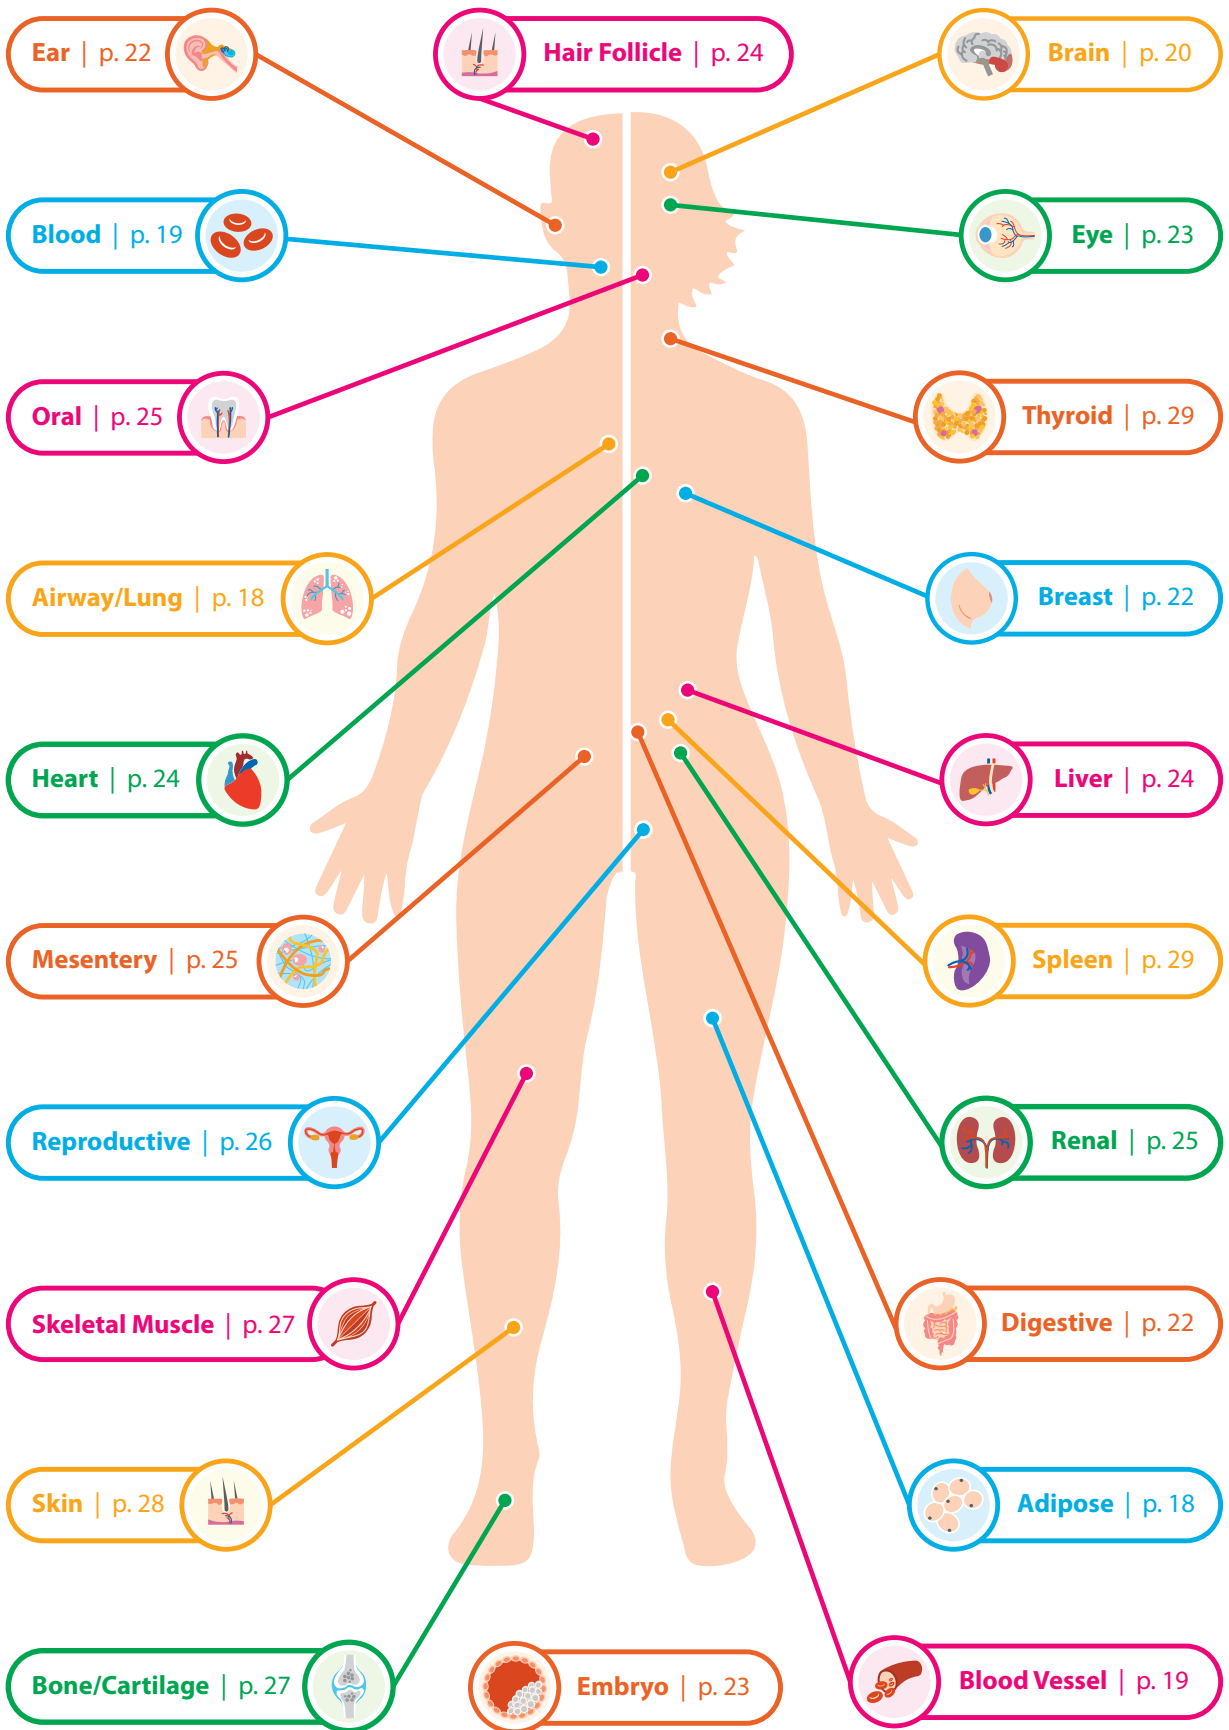 Ear | p. 22
Hair Follicle | p. 24
Brain | p. 20
Blood | p. 19
Eye | p. 23
Oral | p. 25
Thyroid | p. 29
Airway/Lung | p. 18
Breast | p. 22
Heart | p. 24
Liver | p. 24
Mesentery | p. 25
Spleen | p. 29
Reproductive | p. 26
Renal | p. 25
Skeletal Muscle | p. 27
Digestive | p. 22
Skin | p. 28
Adipose | p. 18
Bone/Cartilage | p. 27
Embryo | p. 23
Blood Vessel | p. 19